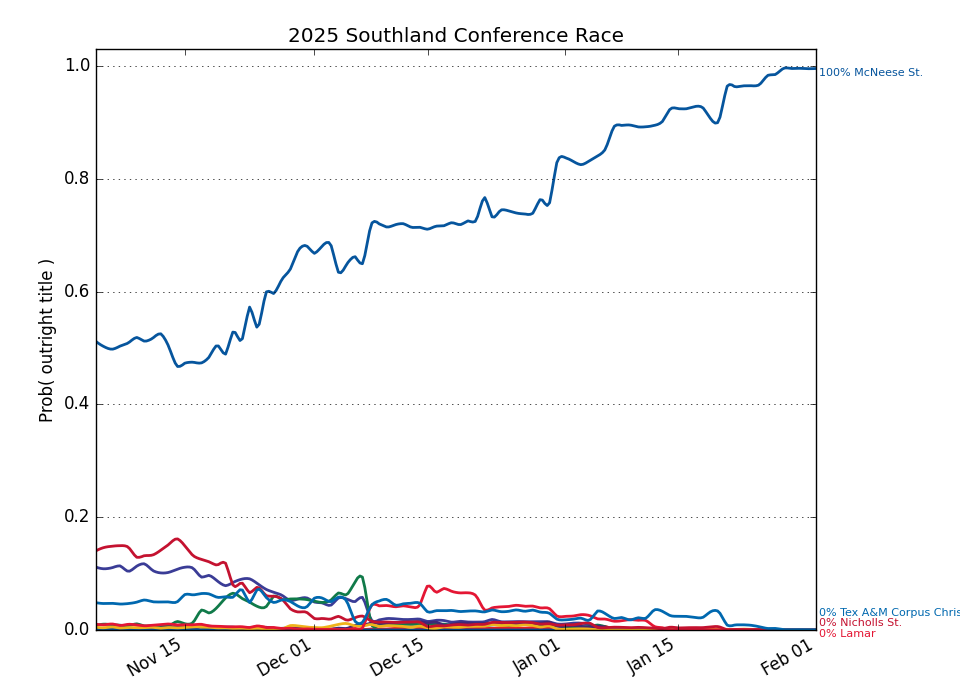 2025 Southland Conference Race
Prob( outright title )
1.0
0.8
0.6
0.4
0.2
0.0
Nov 15
Dec 01
Dec 15
Jan 01
Jan 15
Feb 01
100% McNeese St.
0% Tex A&M Corpus Chris
0% Nicholls St.
0% Lamar